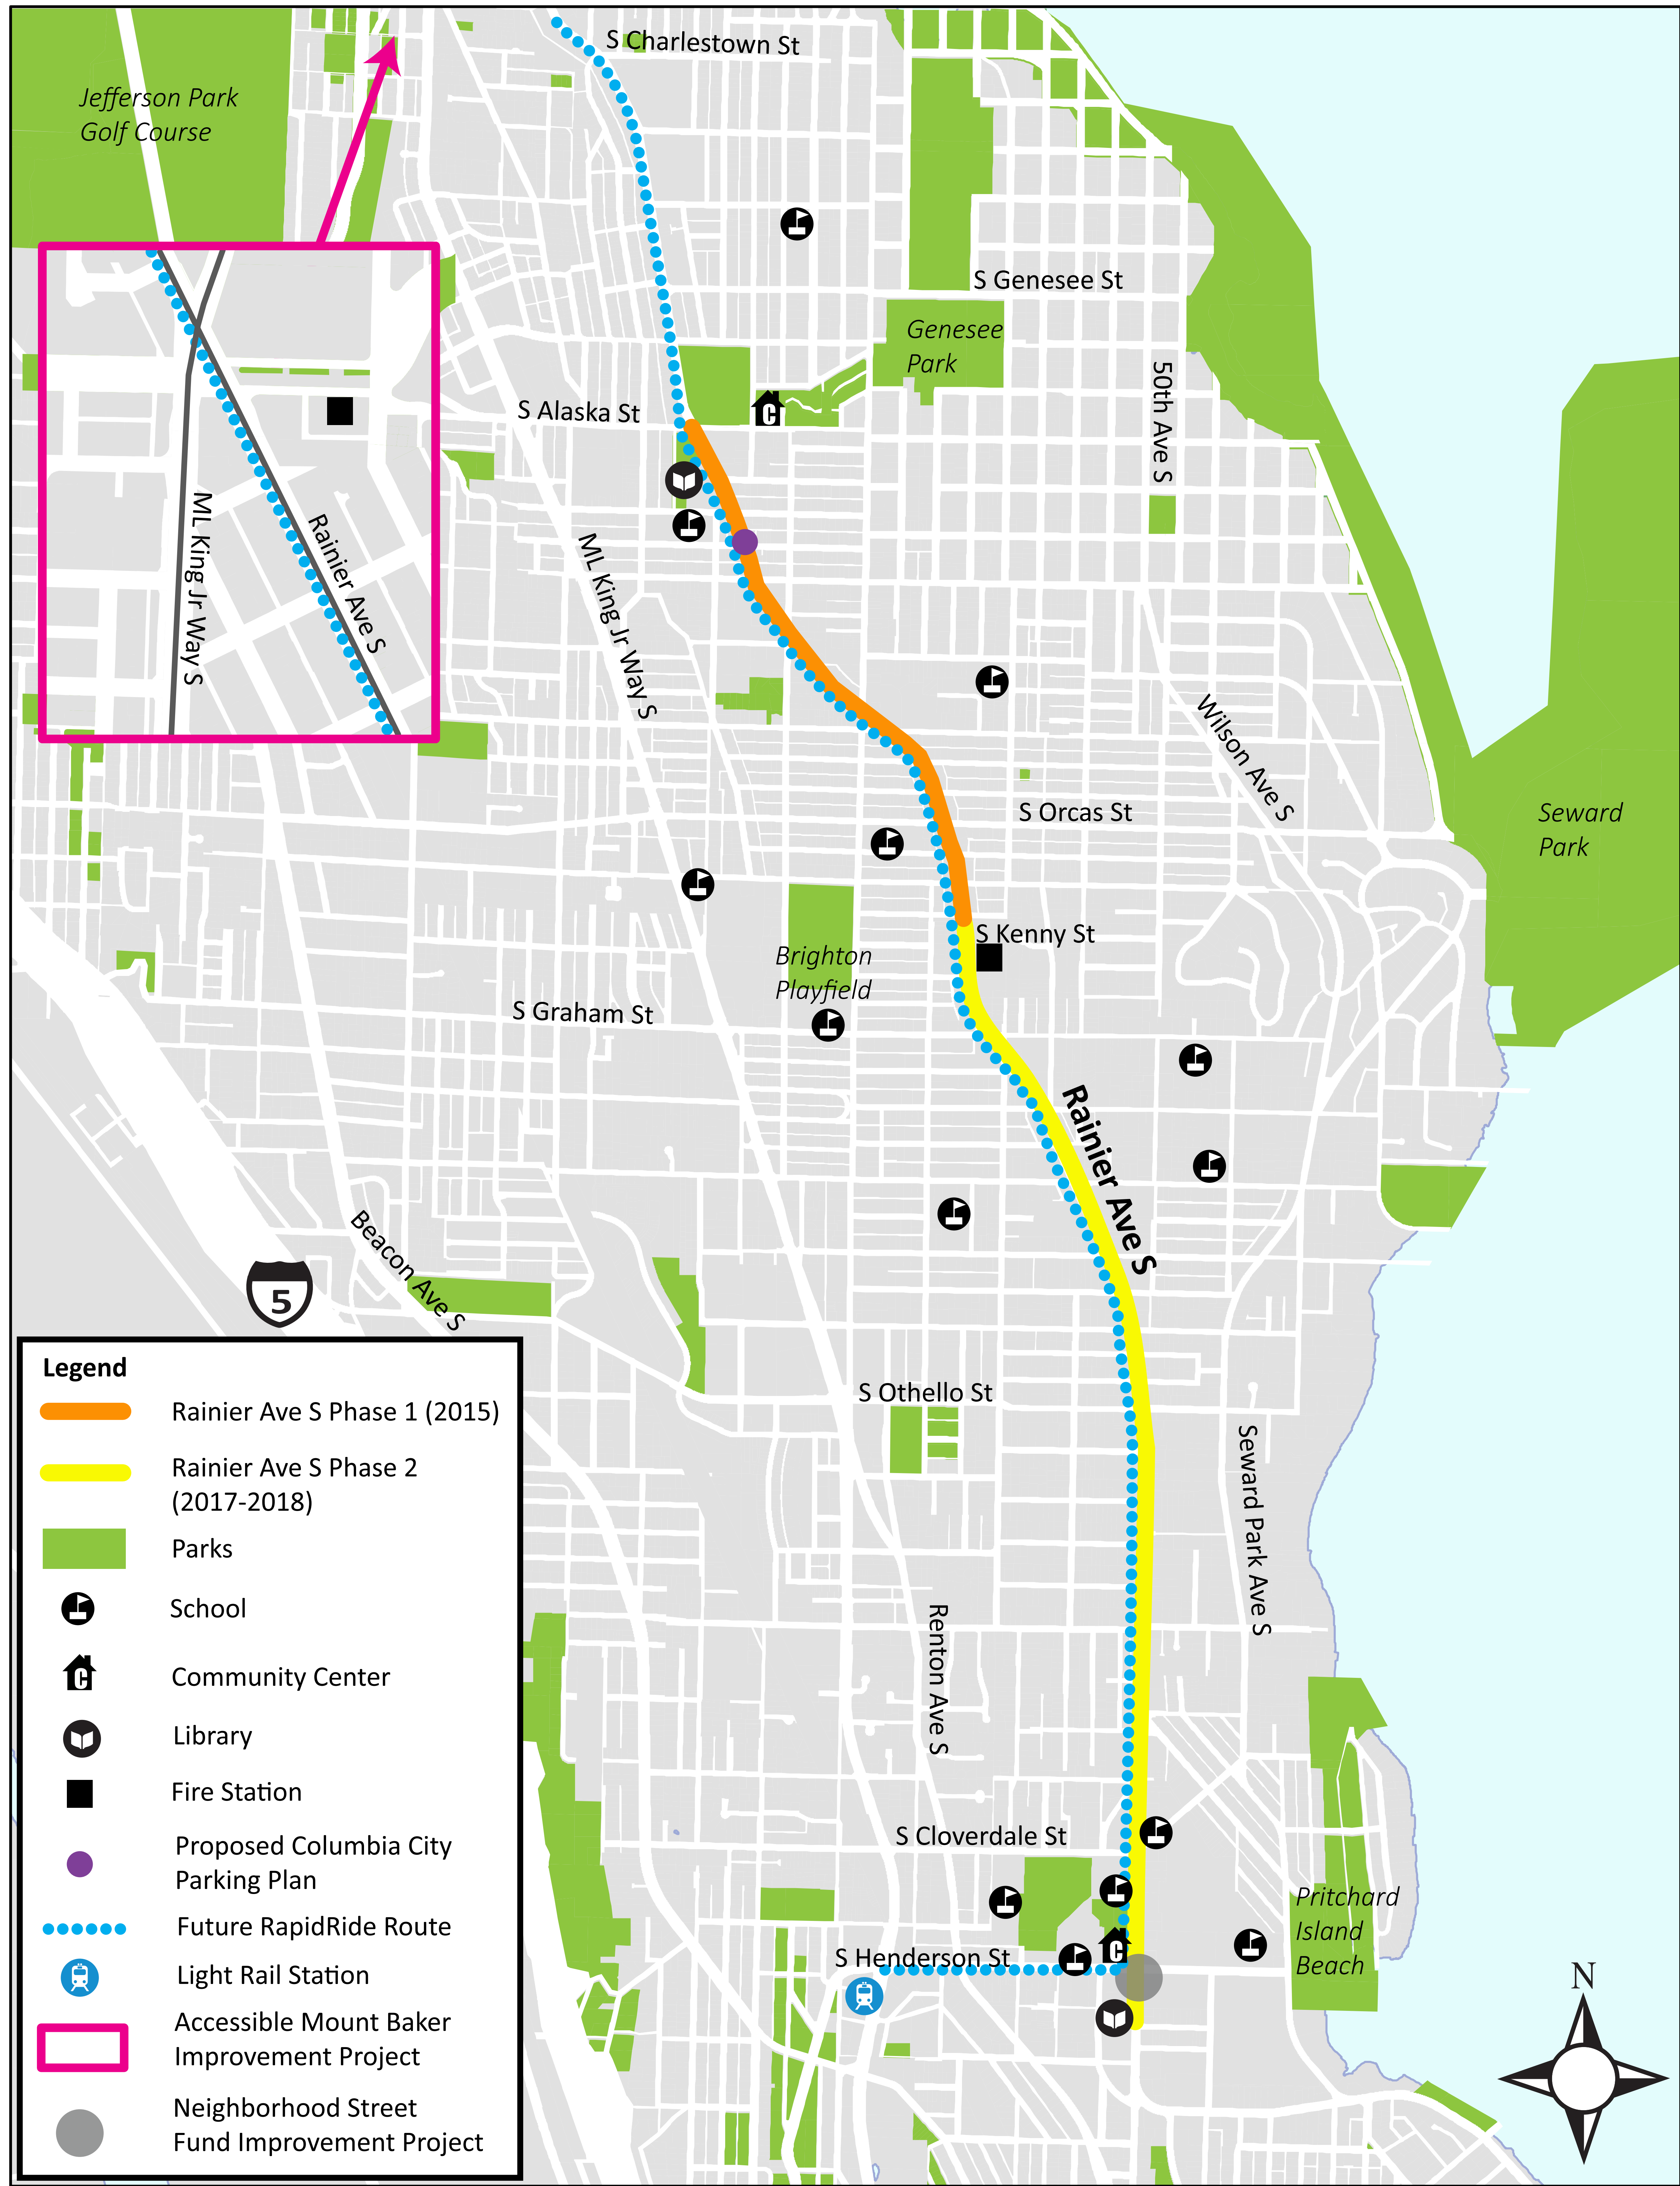 S Charlestown St
Jefferson Park
Golf Course
S Genesee St
Genesee
Park
50th Ave S
S Alaska St
C
ML King Jr Way S
Rainier Ave S
ML King Jr Way S
Wilson Ave S
S Orcas St
Seward
Park
S Kenny St
Brighton
Playfield
S Graham St
Rainier Ave S
Beacon Ave S
5
S Othello St
Seward Park Ave S
Renton Ave S
S Cloverdale St
Pritchard
Island
Beach
S Henderson St
C
N
Legend
Rainier Ave S Phase 1 (2015)
Rainier Ave S Phase 2
(2017-2018)
Parks
School
C
Community Center
Library
Fire Station
Proposed Columbia City
Parking Plan
Future RapidRide Route
Light Rail Station
Accessible Mount Baker
Improvement Project
Neighborhood Street
Fund Improvement Project